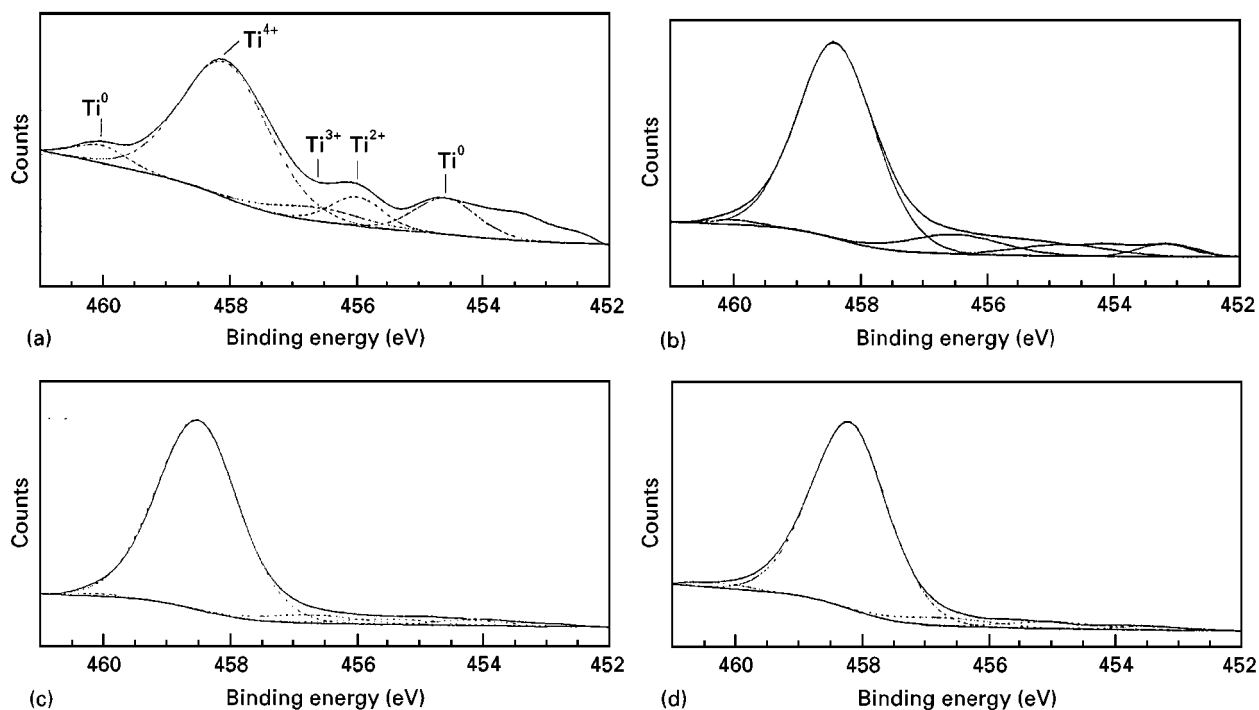 Ti⁴⁺
Ti⁰
Ti³⁺ Ti²⁺
Ti⁰
Counts
460 458 456 454 452
(a) Binding energy (eV)
Counts
460 458 456 454 452
(b) Binding energy (eV)
Counts
460 458 456 454 452
(c) Binding energy (eV)
Counts
460 458 456 454 452
(d) Binding energy (eV)